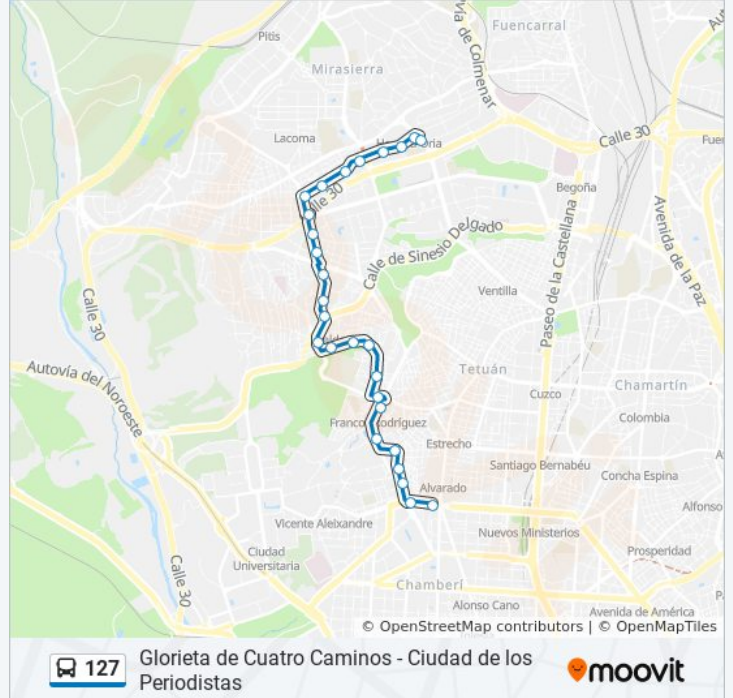 Fuencarral
Pitis
Vía de Colmenar
Mirasierra
Lacoma
Calle 30
Begoña
Calle de Sinesio Delgado
Avenida de la Paz
Paseo de la Castellana
Ventilla
Calle 30
Autovía del Noroeste
Tetuán
Chamartín
Cuzco
Colombia
Estrecho
Santiago Bernabéu
Concha Espina
Alvarado
Alfonso
Vicente Aleixandre
Nuevos Ministerios
Ciudad
Universitaria
Prosperidad
Calle 30
Chamberí
Alonso Cano
Avenida de América
© OpenStreetMap contributors | © OpenMapTiles
127
Glorieta de Cuatro Caminos - Ciudad de los
Periodistas
moovit